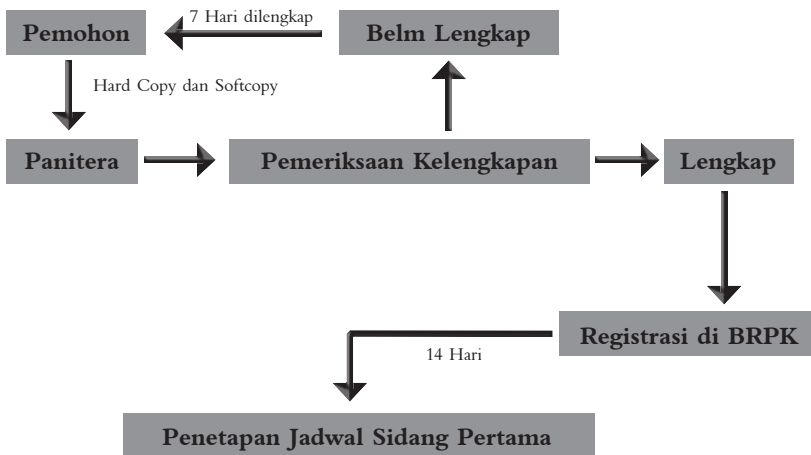 Pemohon
7 Hari dilengkap
Belm Lengkap
Hard Copy dan Softcopy
Panitera
Pemeriksaan Kelengkapan
Lengkap
Registrasi di BRPK
14 Hari
Penetapan Jadwal Sidang Pertama